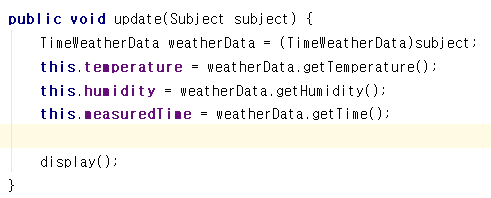 public void update(Subject subject) {
TimeWeatherData weatherData = (TimeWeatherData)subject;
this.temperature = weatherData.getTemperature();
this.humidity = weatherData.getHumidity();
this.measuredTime = weatherData.getTime();
display();
}